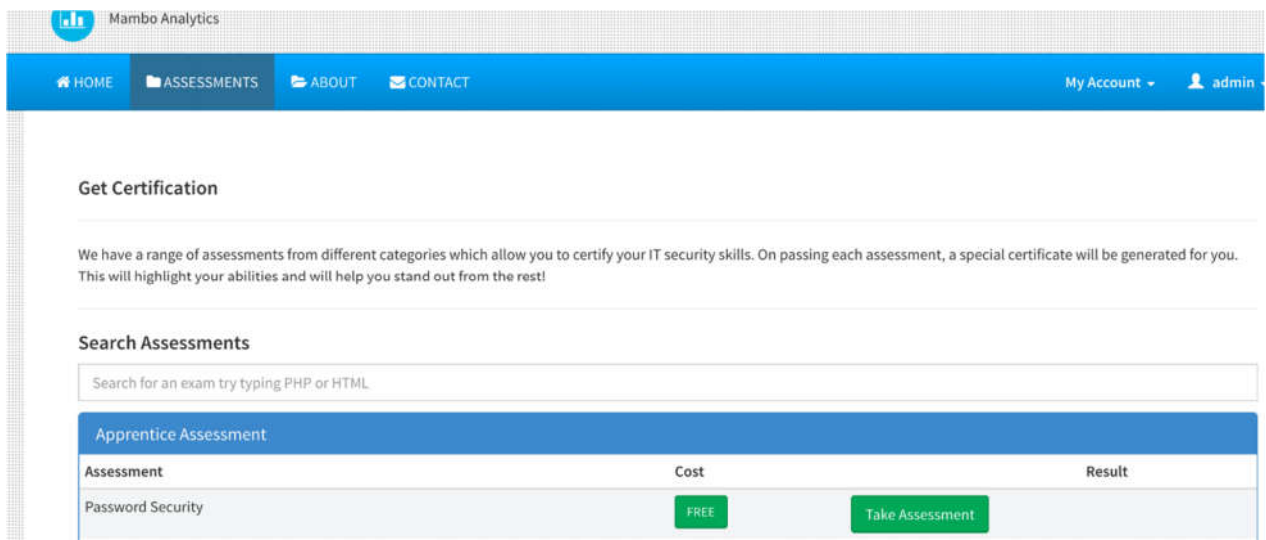 Mambo Analytics
HOME ASSESSMENTS ABOUT CONTACT My Account admin
Get Certification
We have a range of assessments from different categories which allow you to certify your IT security skills. On passing each assessment, a special certificate will be generated for you.
This will highlight your abilities and will help you stand out from the rest!
Search Assessments
Search for an exam try typing PHP or HTML
Apprentice Assessment
Assessment Cost Result
Password Security FREE Take Assessment